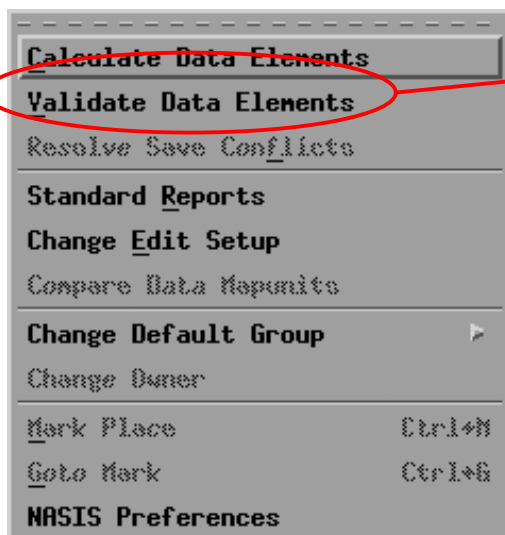 Calculate Data Elements
Validate Data Elements
Resolve Save Conflicts
Standard Reports
Change Edit Setup
Compare Data Mapunits
Change Default Group
Change Owner
Mark Place Ctrl+M
Goto Mark Ctrl+G
NASIS Preferences